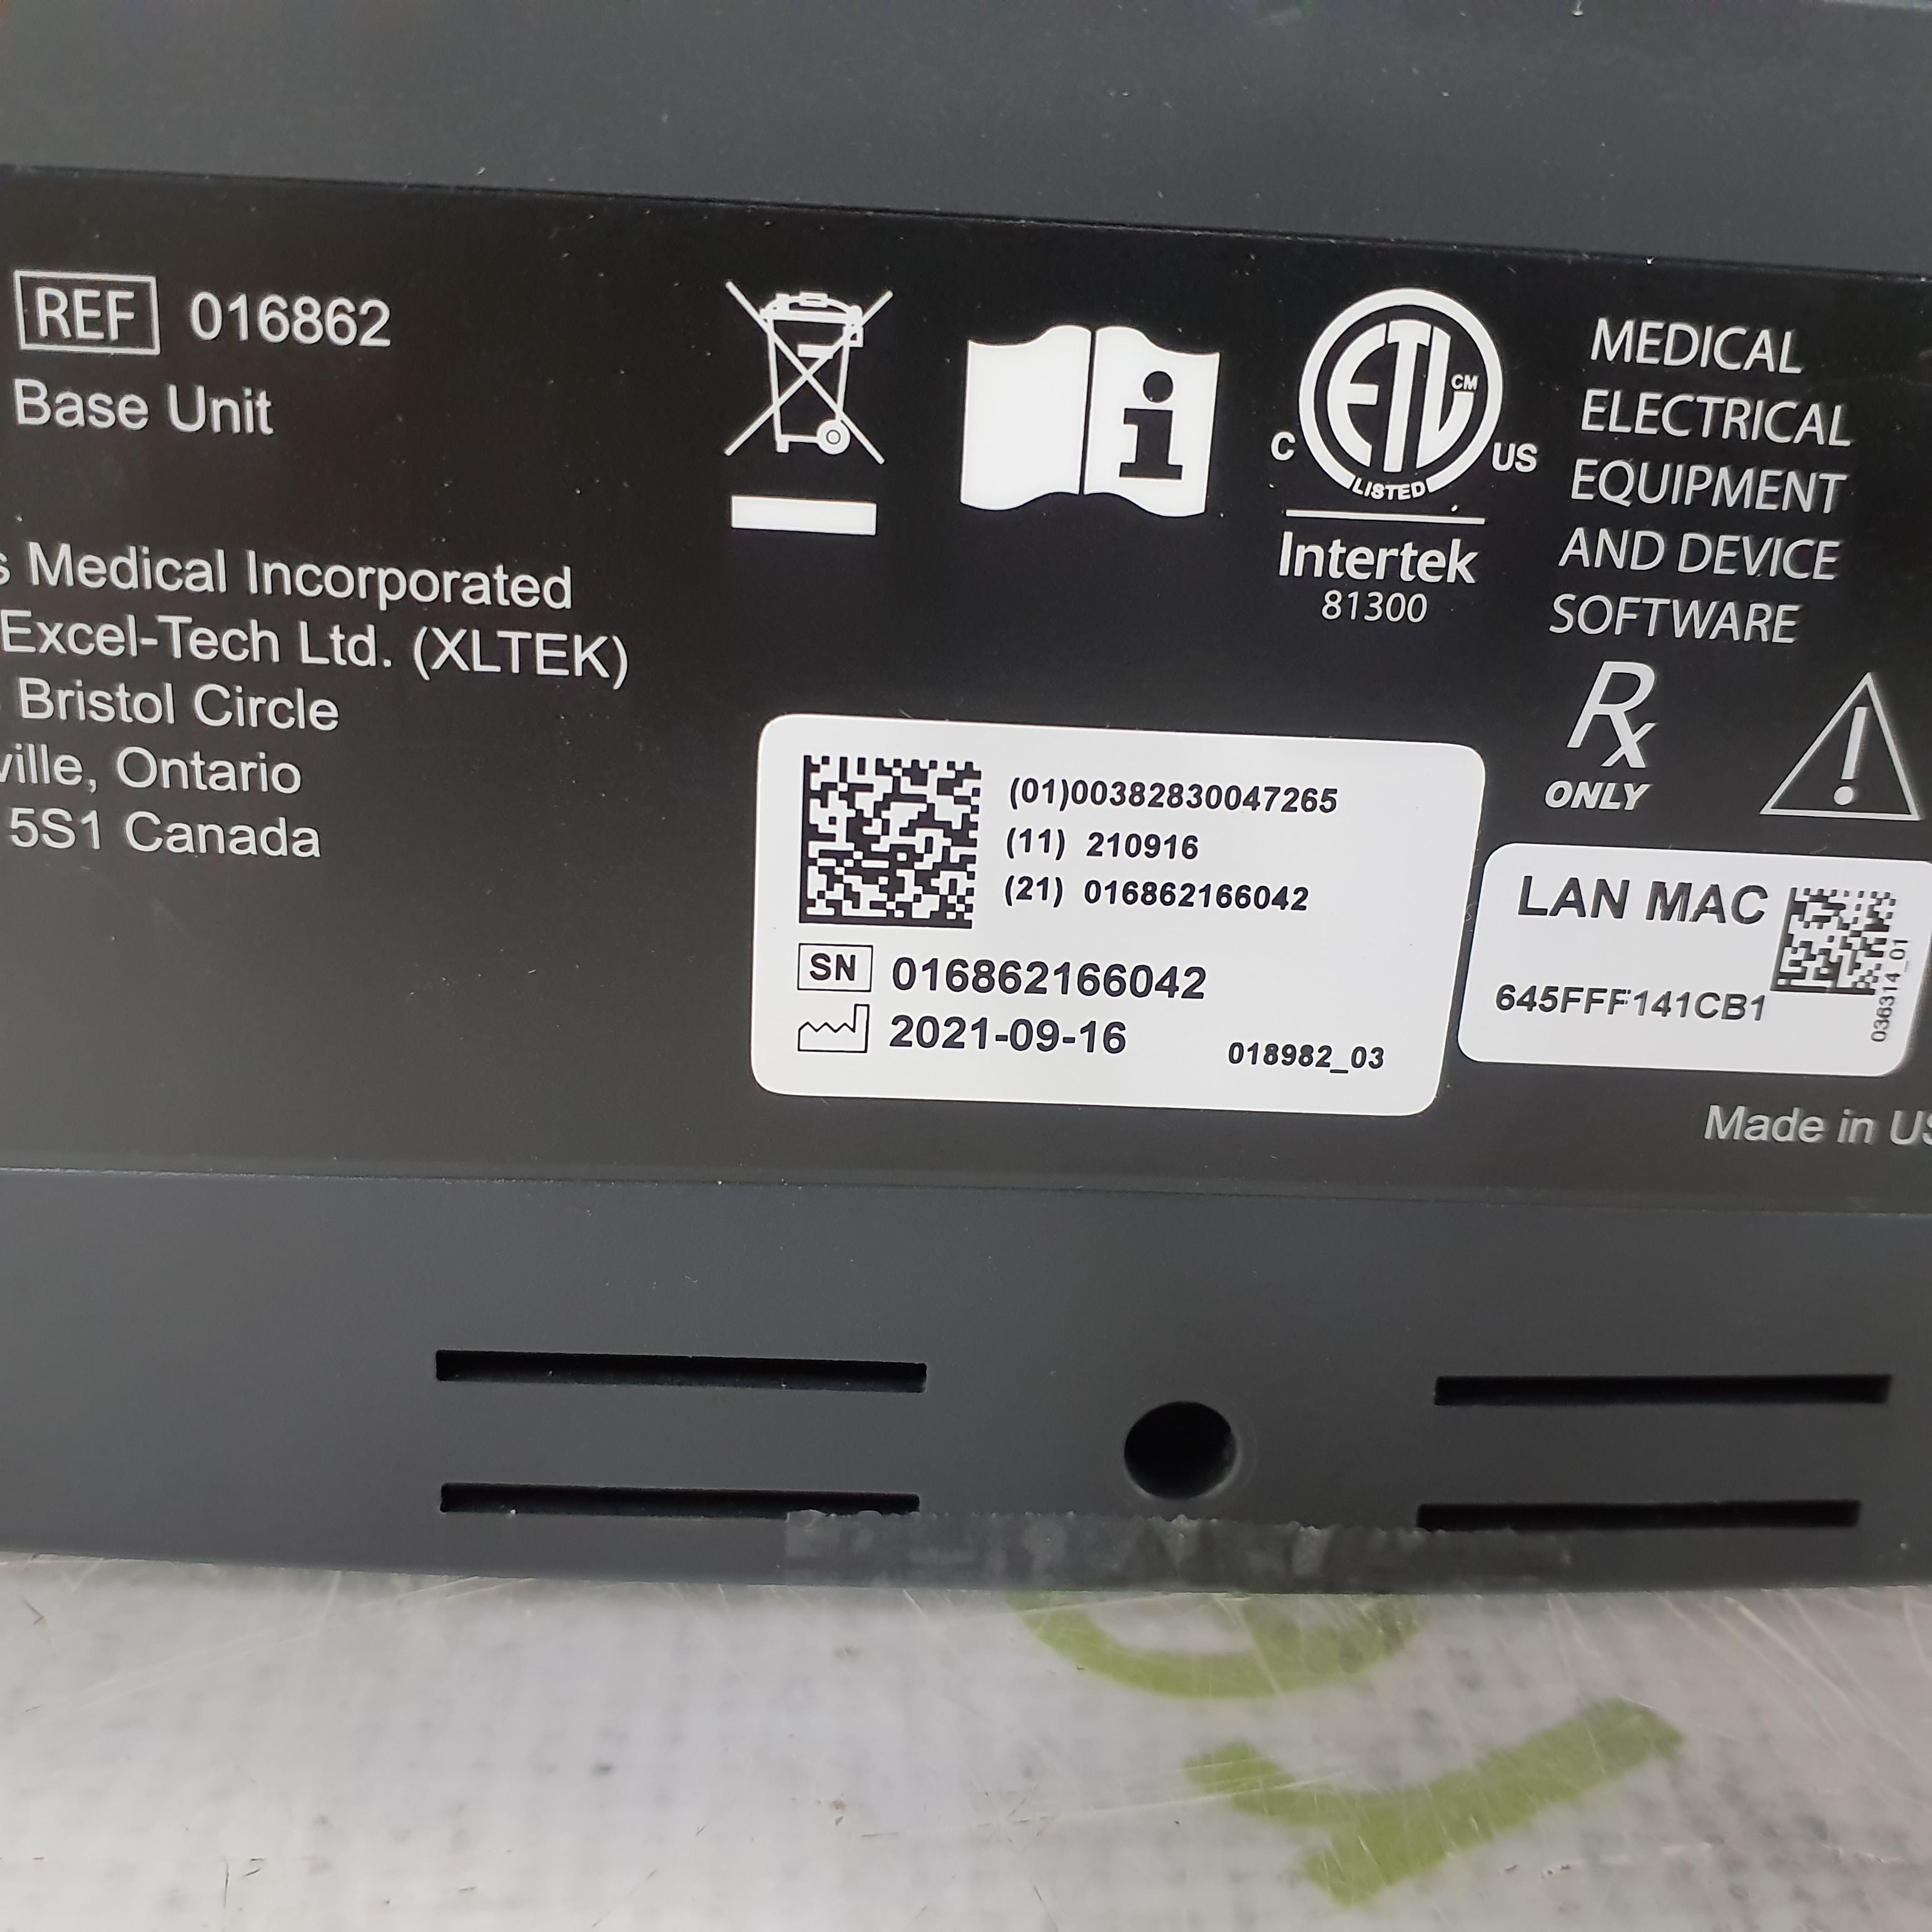 REF 016862
Base Unit
s Medical Incorporated
Excel-Tech Ltd. (XLTEK)
Bristol Circle
ville, Ontario
5S1 Canada
ETL CM
C US
LISTED
Intertek
81300
MEDICAL
ELECTRICAL
EQUIPMENT
AND DEVICE
SOFTWARE
Rx
ONLY
(01)00382830047265
(11) 210916
(21) 016862166042
SN 016862166042
2021-09-16
018982_03
LAN MAC
645FFF141CB1
036314_01
Made in US